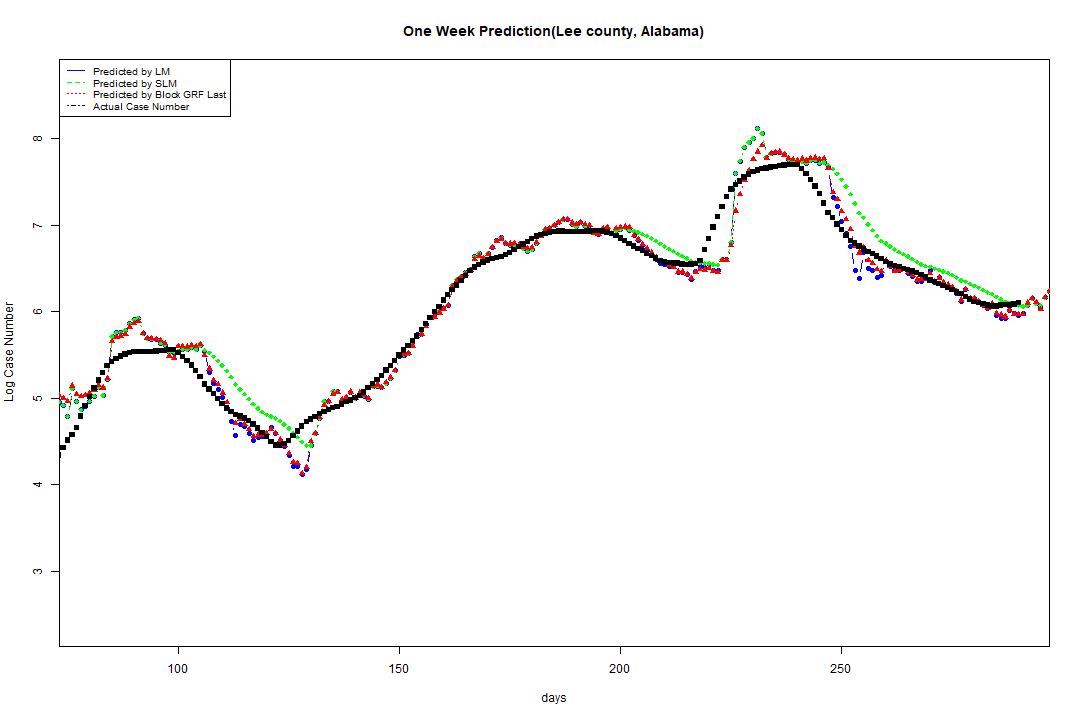 One Week Prediction(Lee county, Alabama)
Predicted by LM
Predicted by SLM
Predicted by Block GRF Last
Actual Case Number
8
7
6
5
4
3
Log Case Number
100
150
200
250
days